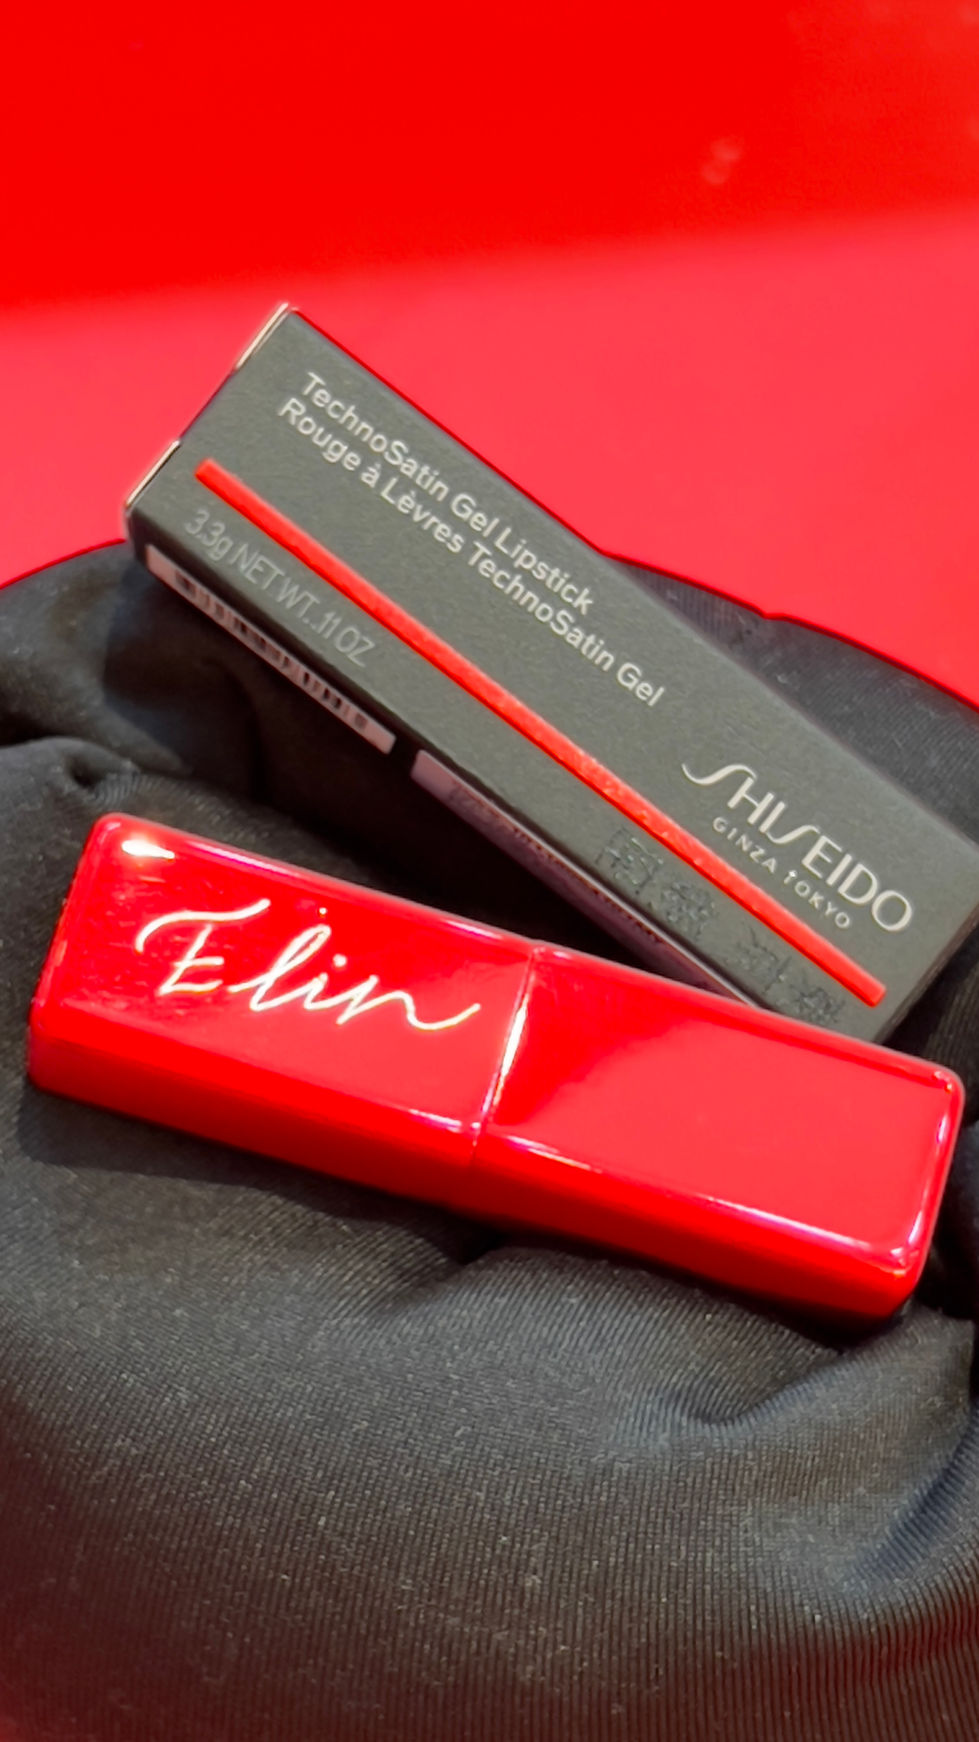 TechnoSatin Gel Lipstick
Rouge à Lèvres TechnoSatin Gel
3.3g NET WT. .11 OZ
SHISEIDO
GINZA TOKYO
Elin